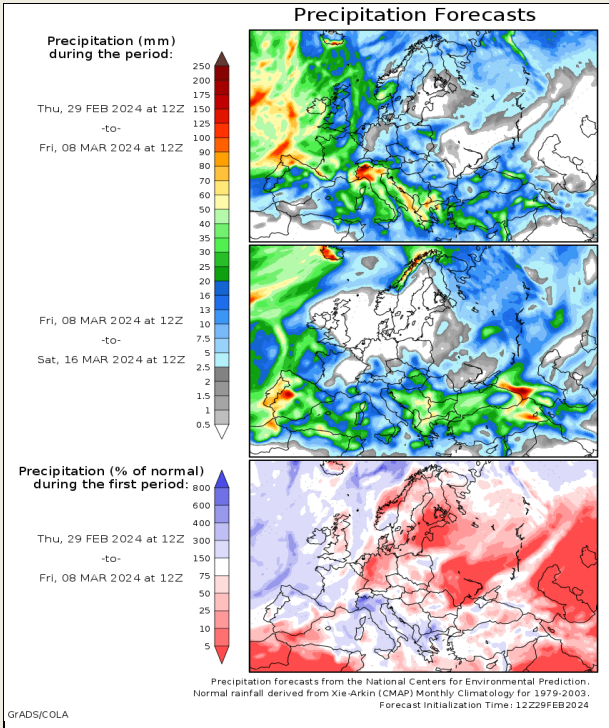 Precipitation Forecasts
Precipitation (mm)
during the period:
Thu, 29 FEB 2024 at 12Z
-to-
Fri, 08 MAR 2024 at 12Z
250
200
175
150
125
100
90
80
70
60
50
40
35
30
25
20
16
13
10
7.5
5
2.5
2
1.5
1
0.5
Fri, 08 MAR 2024 at 12Z
-to-
Sat, 16 MAR 2024 at 12Z
Precipitation (% of normal)
during the first period:
Thu, 29 FEB 2024 at 12Z
-to-
Fri, 08 MAR 2024 at 12Z
800
600
400
300
150
75
50
25
10
5
Precipitation forecasts from the National Centers for Environmental Prediction.
Normal rainfall derived from Xie-Arkin (CMAP) Monthly Climatology for 1979-2003.
Forecast Initialization Time: 12Z29FEB2024
GrADS/COLA